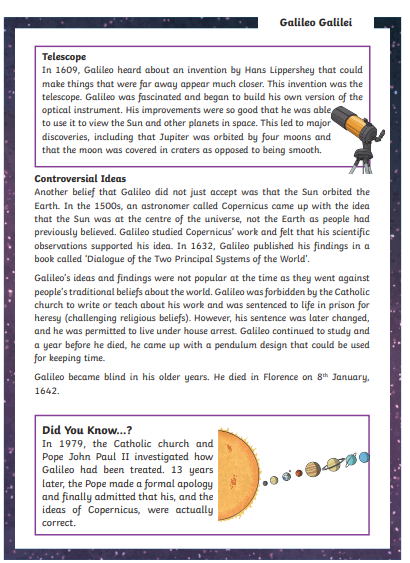 Galileo Galilei
Telescope
In 1609, Galileo heard about an invention by Hans Lippershey that could
make things that were far away appear much closer. This invention was the
telescope. Galileo was fascinated and began to build his own version of the
optical instrument. His improvements were so good that he was able
to use it to view the Sun and other planets in space. This led to major
discoveries, including that Jupiter was orbited by four moons and
that the moon was covered in craters as opposed to being smooth.
Controversial Ideas
Another belief that Galileo did not just accept was that the Sun orbited the
Earth. In the 1500s, an astronomer called Copernicus came up with the idea
that the Sun was at the centre of the universe, not the Earth as people had
previously believed. Galileo studied Copernicus' work and felt that his scientific
observations supported his idea. In 1632, Galileo published his findings in a
book called 'Dialogue of the Two Principal Systems of the World'.
Galileo's ideas and findings were not popular at the time as they went against
people's traditional beliefs about the world. Galileo was forbidden by the Catholic
church to write or teach about his work and was sentenced to life in prison for
heresy (challenging religious beliefs). However, his sentence was later changed,
and he was permitted to live under house arrest. Galileo continued to study and
a year before he died, he came up with a pendulum design that could be used
for keeping time.
Galileo became blind in his older years. He died in Florence on 8th January,
1642.
Did You Know...?
In 1979, the Catholic church and
Pope John Paul II investigated how
Galileo had been treated. 13 years
later, the Pope made a formal apology
and finally admitted that his, and the
ideas of Copernicus, were actually
correct.